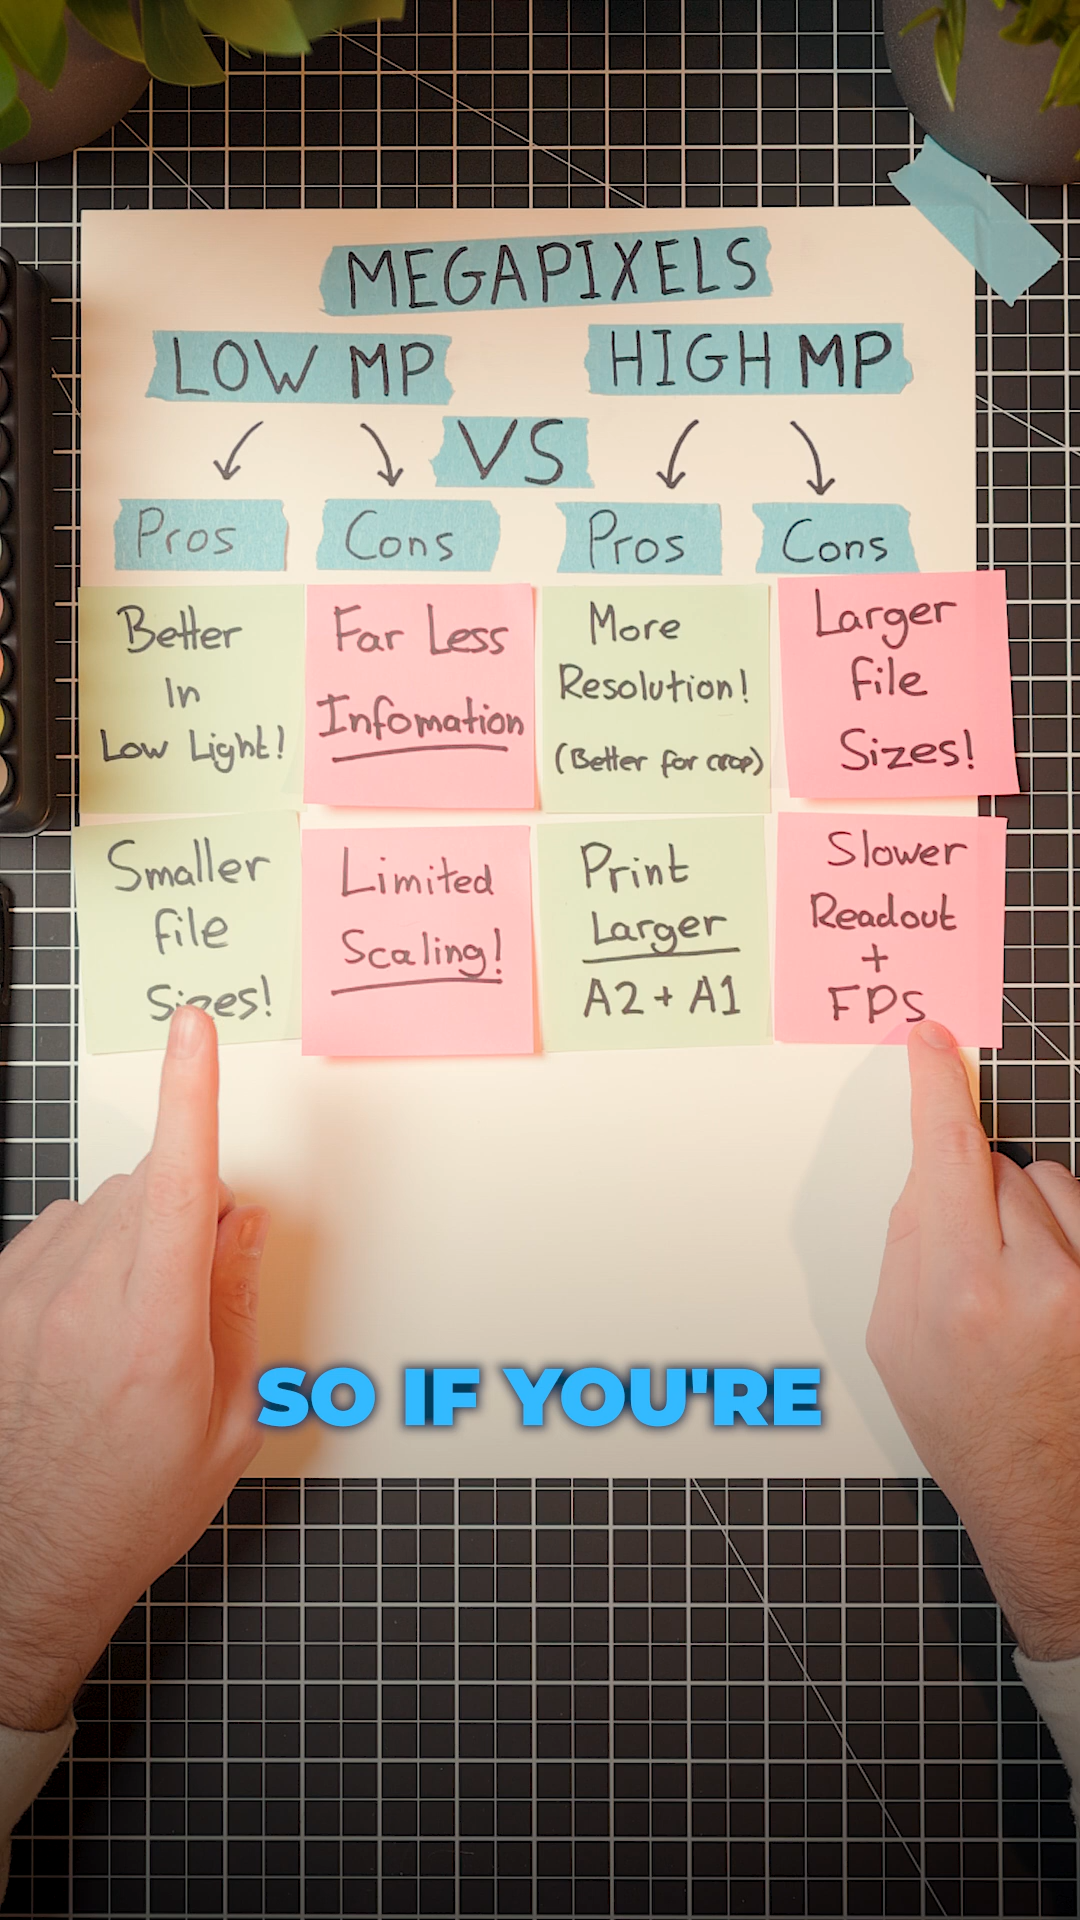 MEGAPIXELS
LOW MP
HIGH MP
VS
Pros
Cons
Pros
Cons
Better
In
Low Light!
Far Less
Infomation
More
Resolution!
(Better for crop)
Larger
file
Sizes!
Smaller
file
Sizes!
Limited
Scaling!
Print
Larger
A2 + A1
Slower
Readout
+
FPS
SO IF YOU'RE